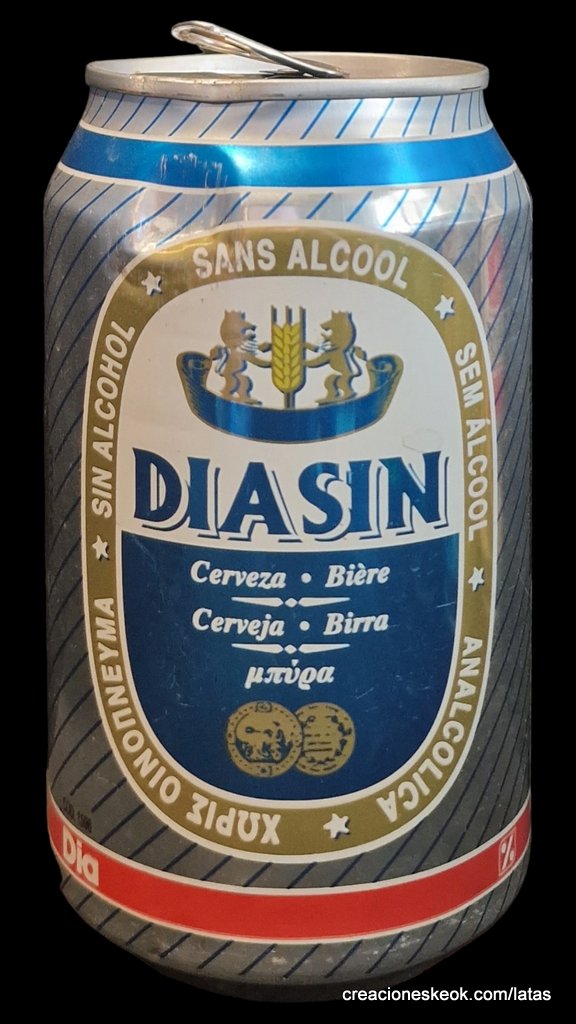 SANS ALCOOL
SEM ÁLCOOL
ANALCOLICA
ΧΩΡΙΣ ΟΙΝΟΠΝΕΥΜΑ
SIN ALCOHOL
DIASIN
Cerveza • Bière
Cerveja • Birra
μπύρα
Dia
%
creacioneskeok.com/latas